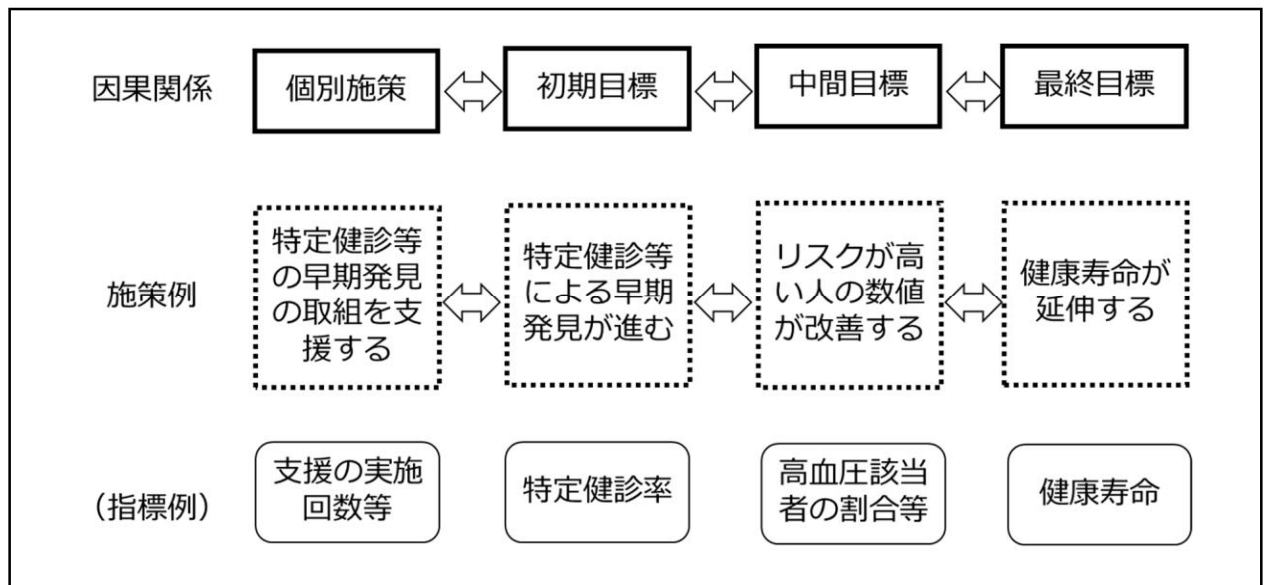 因果関係
個別施策
初期目標
中間目標
最終目標
施策例
特定健診等
の早期発見
の取組を支
援する
特定健診等
による早期
発見が進む
リスクが高
い人の数値
が改善する
健康寿命が
延伸する
（指標例）
支援の実施
回数等
特定健診率
高血圧該当
者の割合等
健康寿命